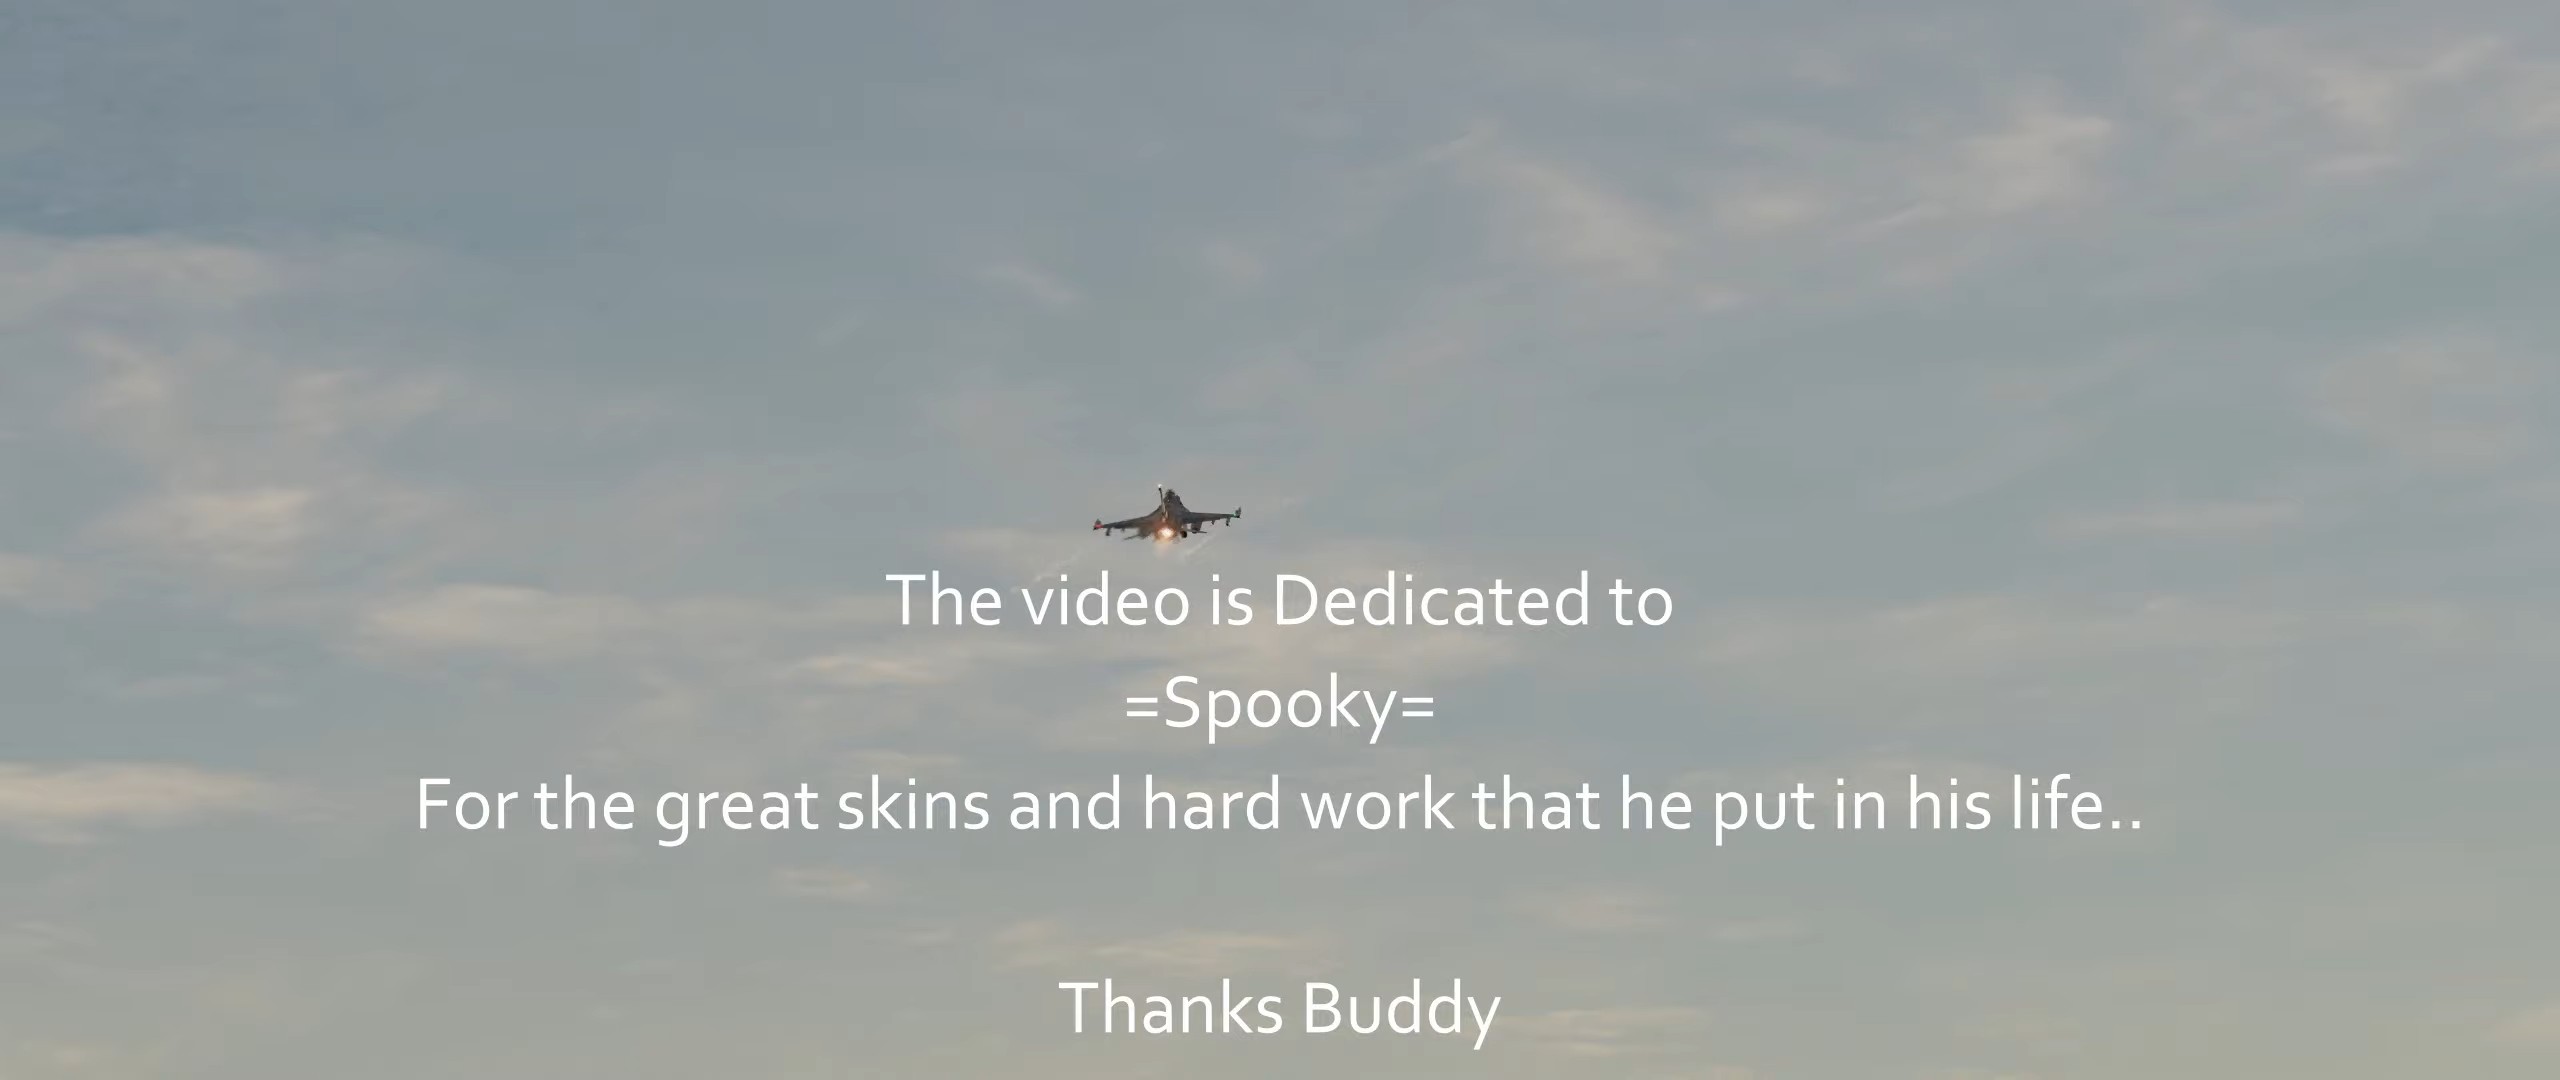 The video is Dedicated to
=Spooky=
For the great skins and hard work that he put in his life..
Thanks Buddy